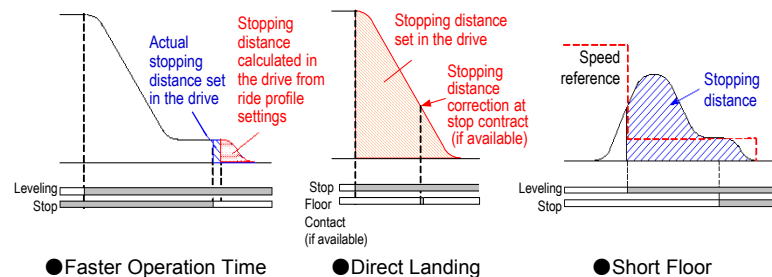 Actual
stopping
distance set
in the drive
Stopping
distance
calculated in
the drive from
ride profile
settings
Leveling
Stop
●Faster Operation Time
Stopping distance
set in the drive
Stopping
distance
correction at
stop contract
(if available)
Stop
Floor
Contact
(if available)
●Direct Landing
Speed
reference
Stopping
distance
Leveling
Stop
●Short Floor